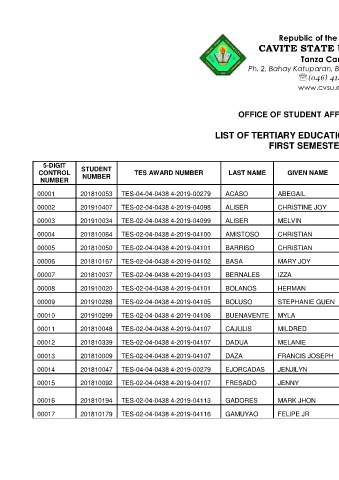 Republic of the
CAVITE STATE U
Tanza Cam
Ph. 2, Bahay Katuparan, B
☏(046) 41
www.cvsu.e
OFFICE OF STUDENT AFF
LIST OF TERTIARY EDUCATIO
FIRST SEMESTE
5-DIGIT CONTROL NUMBER STUDENT NUMBER TES AWARD NUMBER LAST NAME GIVEN NAME
00001 201810053 TES-04-04-0438 4-2019-00279 ACASO ABEGAIL
00002 201910407 TES-02-04-0438 4-2019-04098 ALISER CHRISTINE JOY
00003 201910034 TES-02-04-0438 4-2019-04099 ALISER MELVIN
00004 201810064 TES-02-04-0438 4-2019-04100 AMISTOSO CHRISTIAN
00005 201810050 TES-02-04-0438 4-2019-04101 BARRISO CHRISTIAN
00006 201810167 TES-02-04-0438 4-2019-04102 BASA MARY JOY
00007 201810037 TES-02-04-0438 4-2019-04103 BERNALES IZZA
00008 201910020 TES-02-04-0438 4-2019-04101 BOLANOS HERMAN
00009 201910288 TES-02-04-0438 4-2019-04105 BOLUSO STEPHANIE GUEN
00010 201910299 TES-02-04-0438 4-2019-04106 BUENAVENTE MYLA
00011 201810048 TES-02-04-0438 4-2019-04107 CAJULIS MILDRED
00012 201810339 TES-02-04-0438 4-2019-04107 DADUA MELANIE
00013 201810009 TES-02-04-0438 4-2019-04107 DAZA FRANCIS JOSEPH
00014 201810047 TES-04-04-0438 4-2019-00279 EJORCADAS JENJILYN
00015 201810092 TES-02-04-0438 4-2019-04107 FRESADO JENNY
00016 201810194 TES-02-04-0438 4-2019-04113 GADORES MARK JHON
00017 201810179 TES-02-04-0438 4-2019-04116 GAMUYAO FELIPE JR